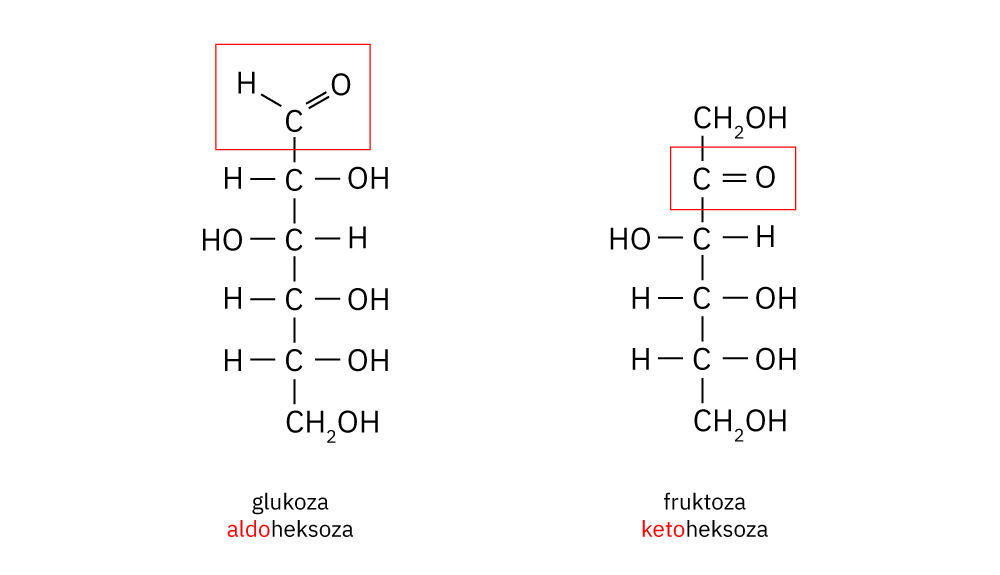 H O
C
H — C — OH
HO — C — H
H — C — OH
H — C — OH
CH₂OH
glukoza
aldoheksoza
CH₂OH
C = O
HO — C — H
H — C — OH
H — C — OH
CH₂OH
fruktoza
ketoheksoza